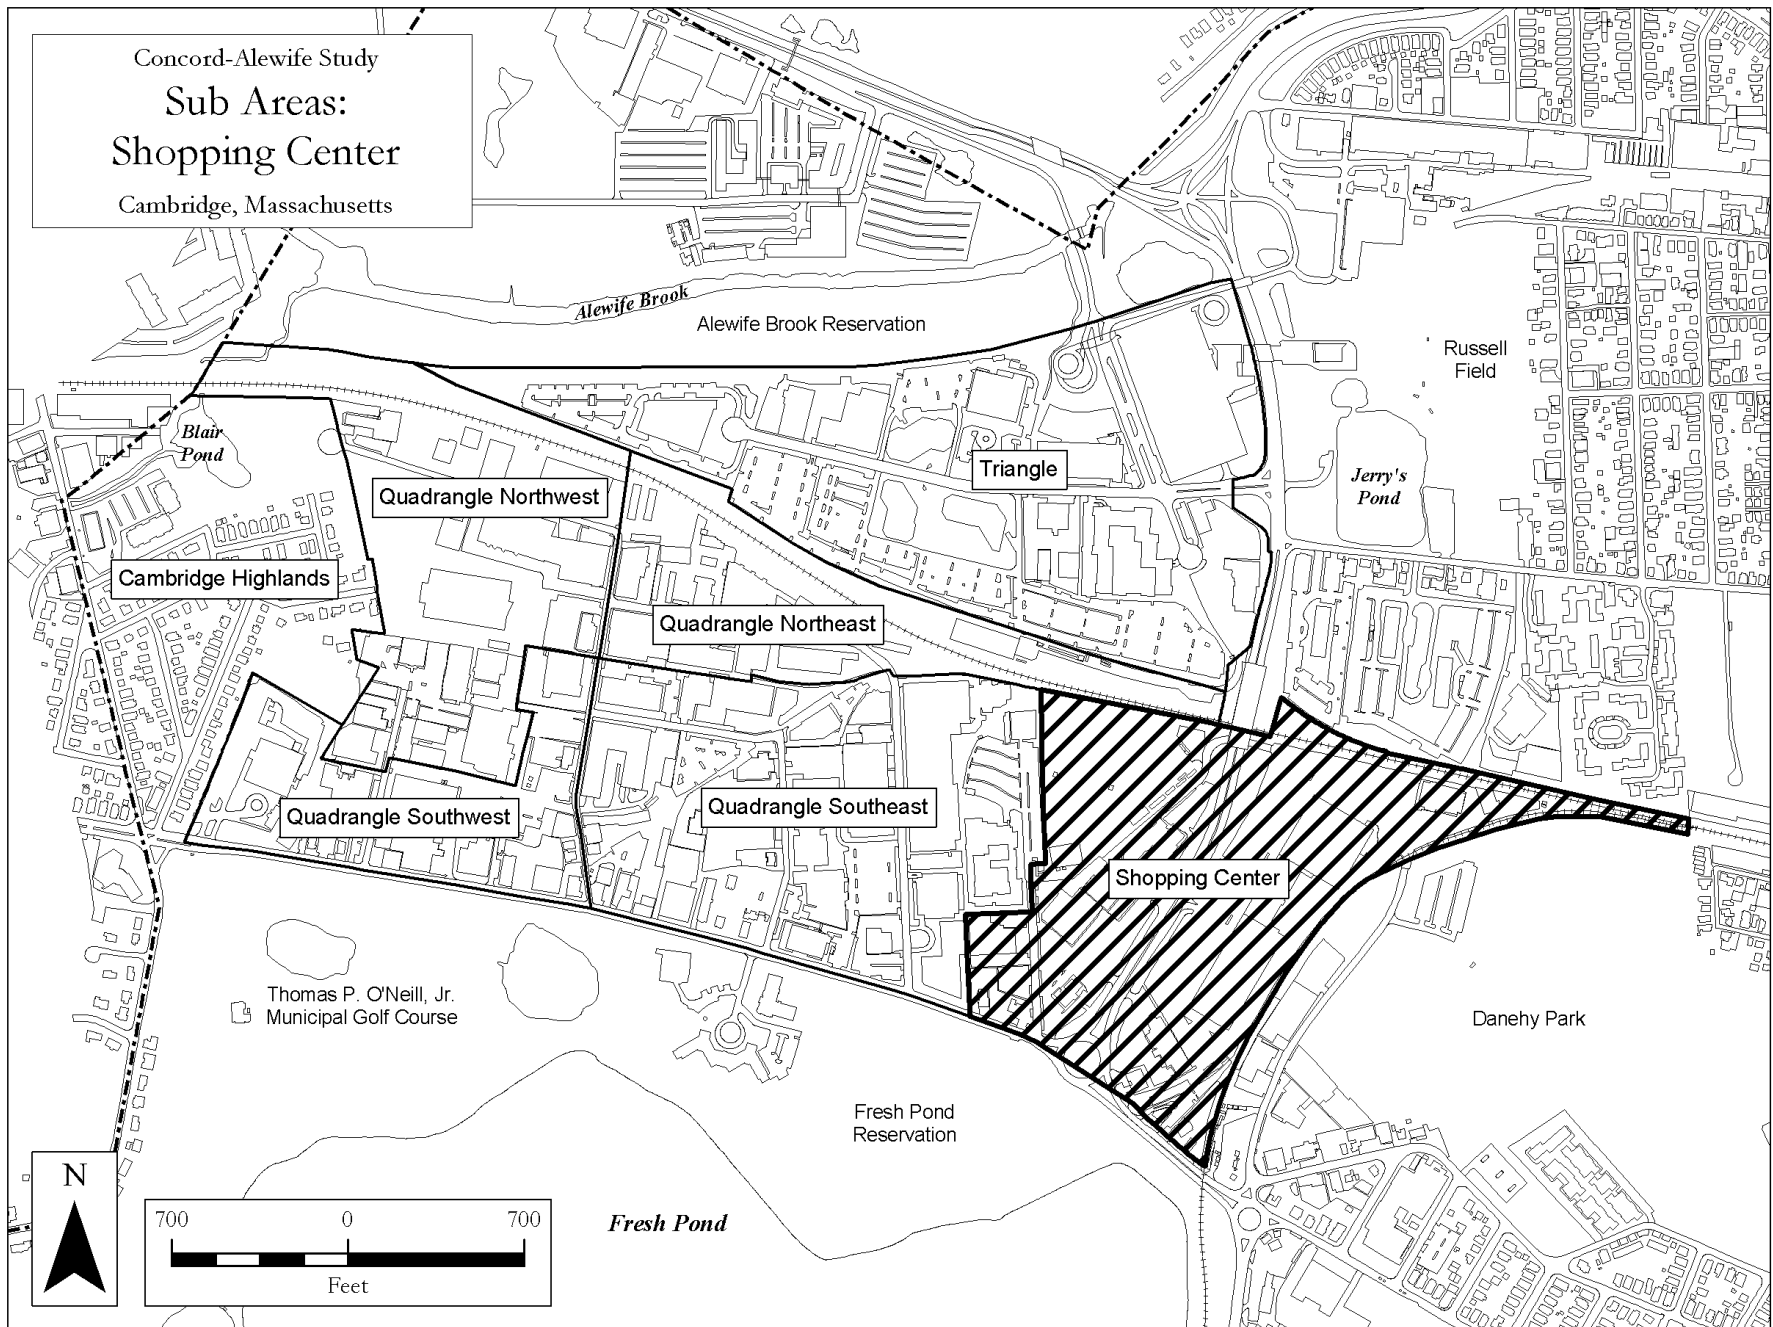 Concord-Alewife Study
Sub Areas:
Shopping Center
Cambridge, Massachusetts
Alewife Brook
Alewife Brook Reservation
Russell
Field
Blair
Pond
Triangle
Jerry's
Pond
Quadrangle Northwest
Cambridge Highlands
Quadrangle Northeast
Quadrangle Southwest
Quadrangle Southeast
Shopping Center
Thomas P. O'Neill, Jr.
Municipal Golf Course
Danehy Park
Fresh Pond
Reservation
N
700 0 700
Feet
Fresh Pond